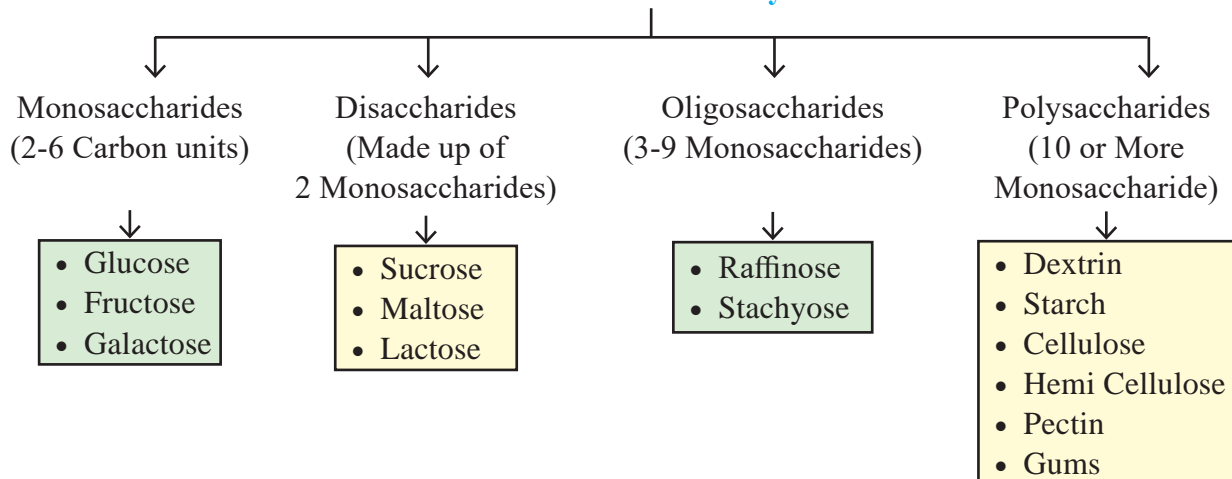 Monosaccharides
(2-6 Carbon units)
Disaccharides
(Made up of
2 Monosaccharides)
Oligosaccharides
(3-9 Monosaccharides)
Polysaccharides
(10 or More
Monosaccharide)
• Glucose
• Fructose
• Galactose
• Sucrose
• Maltose
• Lactose
• Raffinose
• Stachyose
• Dextrin
• Starch
• Cellulose
• Hemi Cellulose
• Pectin
• Gums